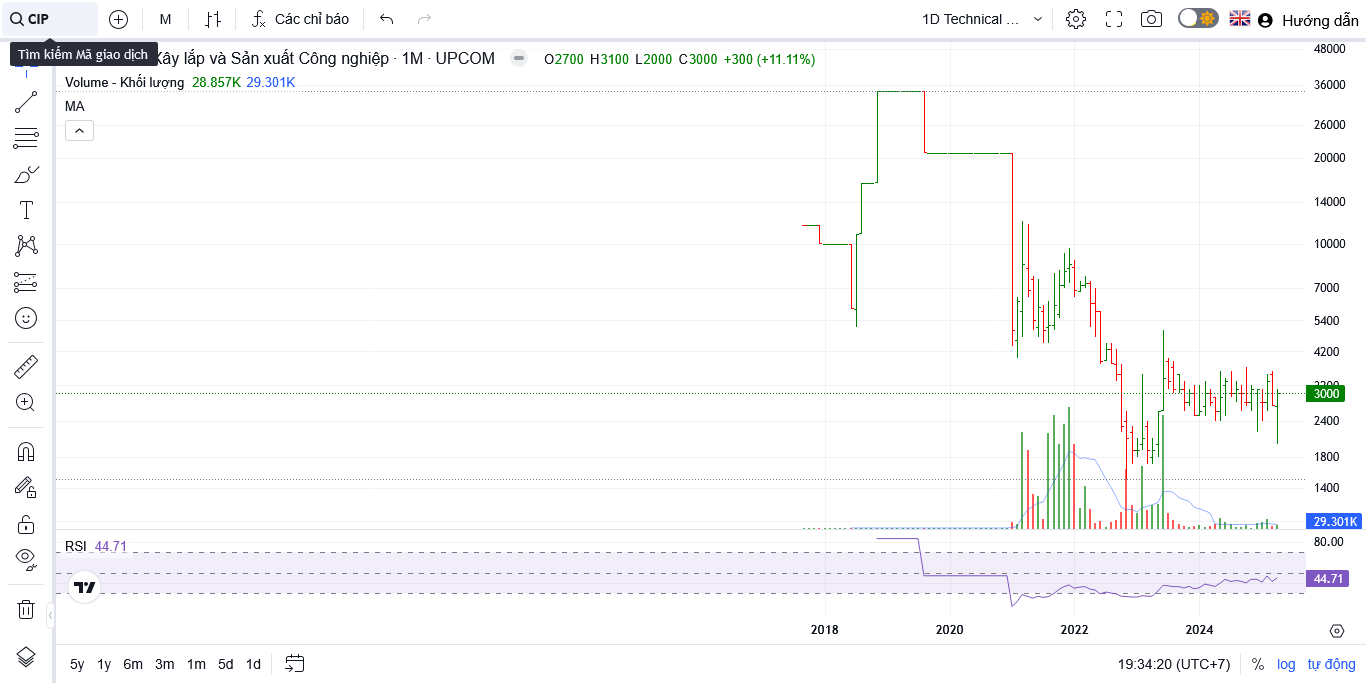 CIP M Các chỉ báo 1D Technical ... Hướng dẫn
Tìm kiếm Mã giao dịch
Xây lắp và Sản xuất Công nghiệp · 1M · UPCOM O2700 H3100 L2000 C3000 +300 (+11.11%)
Volume - Khối lượng 28.857K 29.301K
MA
48000
36000
26000
20000
14000
10000
7000
5400
4200
3200
3000
2400
1800
1400
29.301K
RSI 44.71
80.00
44.71
2018 2020 2022 2024
5y 1y 6m 3m 1m 5d 1d 19:34:20 (UTC+7) % log tự động